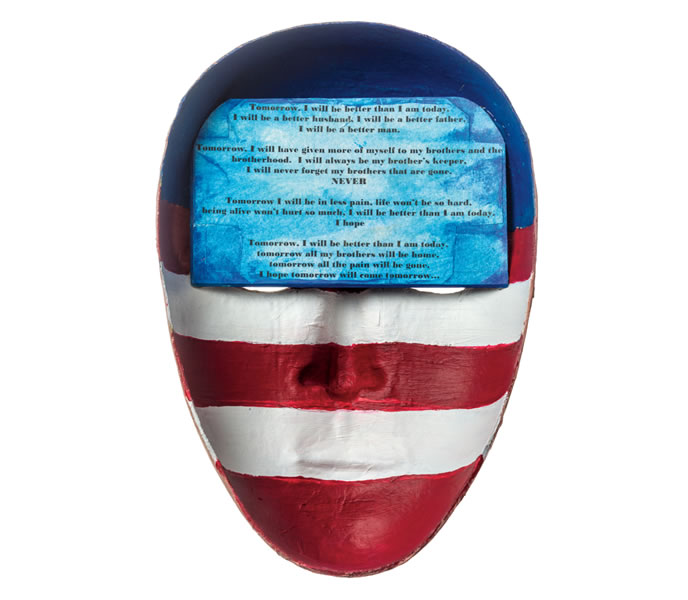 Tomorrow, I will be better than I am today.
I will be a better husband, I will be a better father,
I will be a better man.
Tomorrow, I will have given more of myself to my brothers and the
brotherhood. I will always be my brother's keeper.
I will never forget my brothers that are gone.
NEVER
Tomorrow I will be in less pain, life won't be so hard,
being alive won't hurt so much, I will be better than I am today.
I hope
Tomorrow, I will be better than I am today,
tomorrow all my brothers will be home,
tomorrow all the pain will be gone,
I hope tomorrow will come tomorrow...